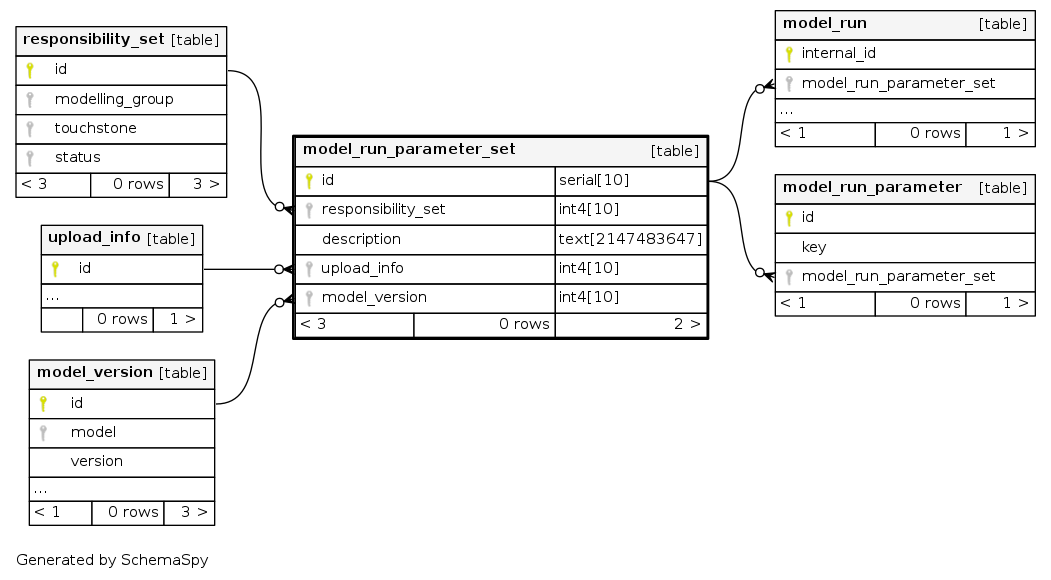 responsibility_set [table]
id
modelling_group
touchstone
status
< 3 0 rows 3 >
upload_info [table]
id
...
0 rows 1 >
model_version [table]
id
model
version
...
< 1 0 rows 3 >
model_run_parameter_set [table]
id serial[10]
responsibility_set int4[10]
description text[2147483647]
upload_info int4[10]
model_version int4[10]
< 3 0 rows 2 >
model_run [table]
internal_id
model_run_parameter_set
...
< 1 0 rows 1 >
model_run_parameter [table]
id
key
model_run_parameter_set
< 1 0 rows 1 >
Generated by SchemaSpy